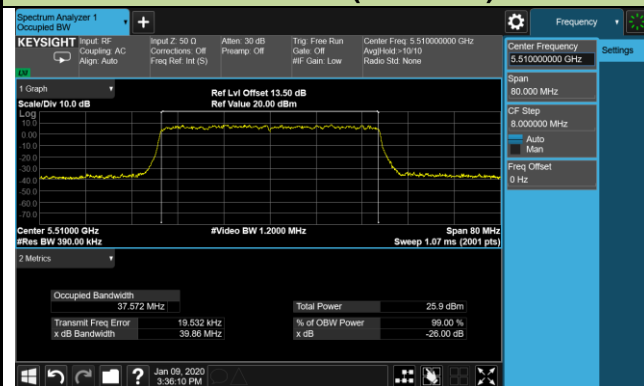 Spectrum Analyzer 1
Occupied BW
Frequency
KEYSIGHT
Input: RF
Coupling: AC
Align: Auto
Input Z: 50 Ω
Corrections: Off
Freq Ref: Int (S)
Atten: 30 dB
Preamp: Off
Trig: Free Run
Gate: Off
#IF Gain: Low
Center Freq: 5.510000000 GHz
Avg|Hold:>10/10
Radio Std: None
LXI
Center Frequency
5.510000000 GHz
Settings
Span
80.000 MHz
CF Step
8.000000 MHz
Auto
Man
Freq Offset
0 Hz
1 Graph
Scale/Div 10.0 dB
Ref Lvl Offset 13.50 dB
Ref Value 20.00 dBm
Log
10.0
0.00
-10.0
-20.0
-30.0
-40.0
-50.0
-60.0
-70.0
Center 5.51000 GHz
#Video BW 1.2000 MHz
Span 80 MHz
#Res BW 390.00 kHz
Sweep 1.07 ms (2001 pts)
2 Metrics
Occupied Bandwidth
37.572 MHz
Total Power 25.9 dBm
Transmit Freq Error 19.532 kHz
% of OBW Power 99.00 %
x dB Bandwidth 39.86 MHz
x dB -26.00 dB
?
Jan 09, 2020
3:36:10 PM